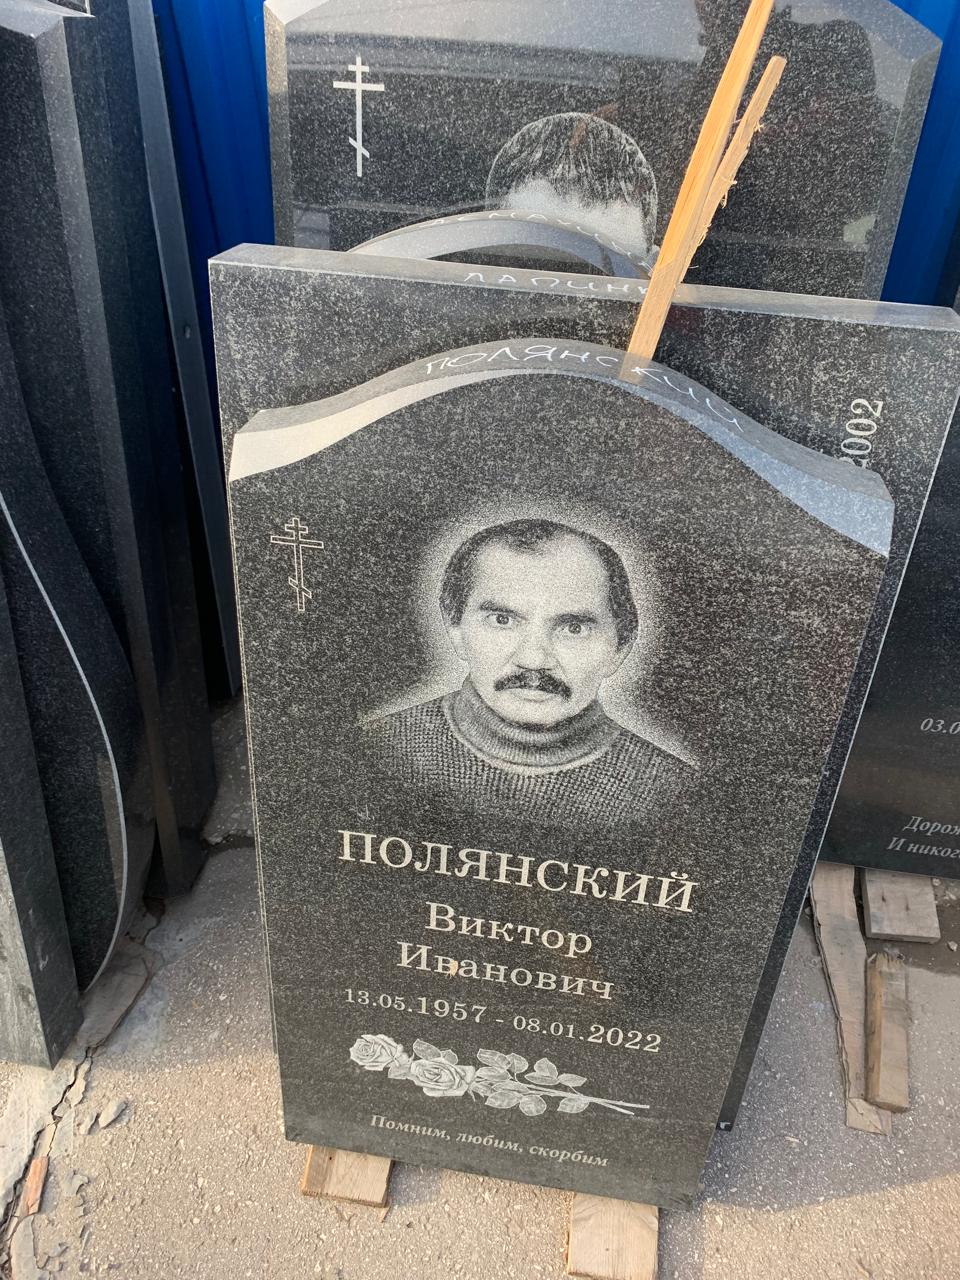 ЛАПИН
ПОЛЯНСКИЙ
2002
ПОЛЯНСКИЙ
Виктор
Иванович
13.05.1957 - 08.01.2022
Помним, любим, скорбим
03.0
Дорож
И никог